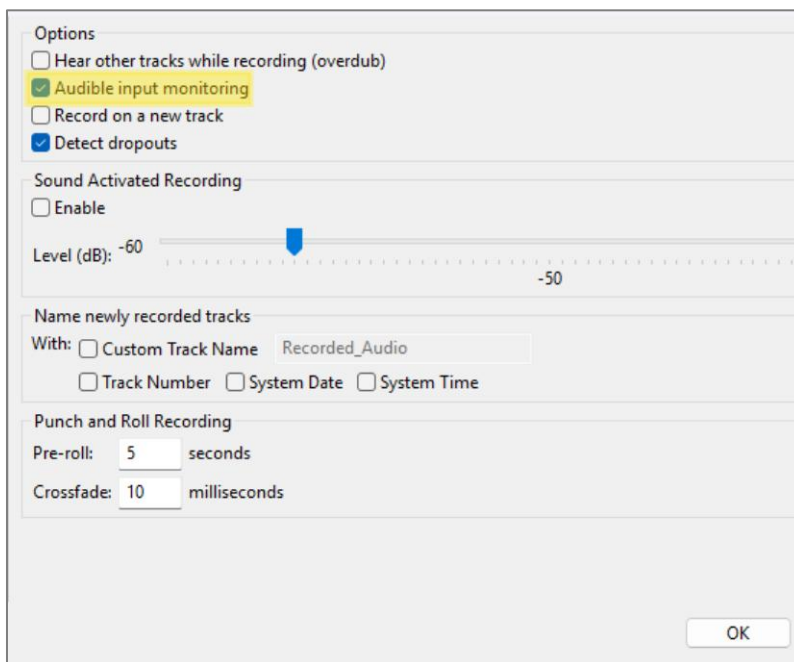 Options
Hear other tracks while recording (overdub)
Audible input monitoring
Record on a new track
Detect dropouts
Sound Activated Recording
Enable
Level (dB): -60
-50
Name newly recorded tracks
With: Custom Track Name Recorded_Audio
Track Number System Date System Time
Punch and Roll Recording
Pre-roll: 5 seconds
Crossfade: 10 milliseconds
OK